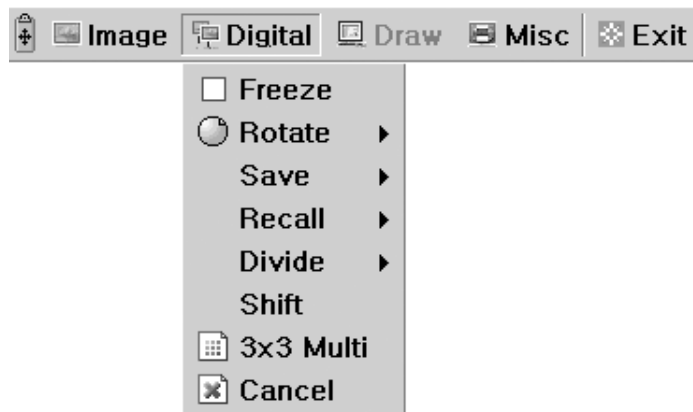 Image Digital Draw Misc Exit
Freeze
Rotate
Save
Recall
Divide
Shift
3x3 Multi
Cancel